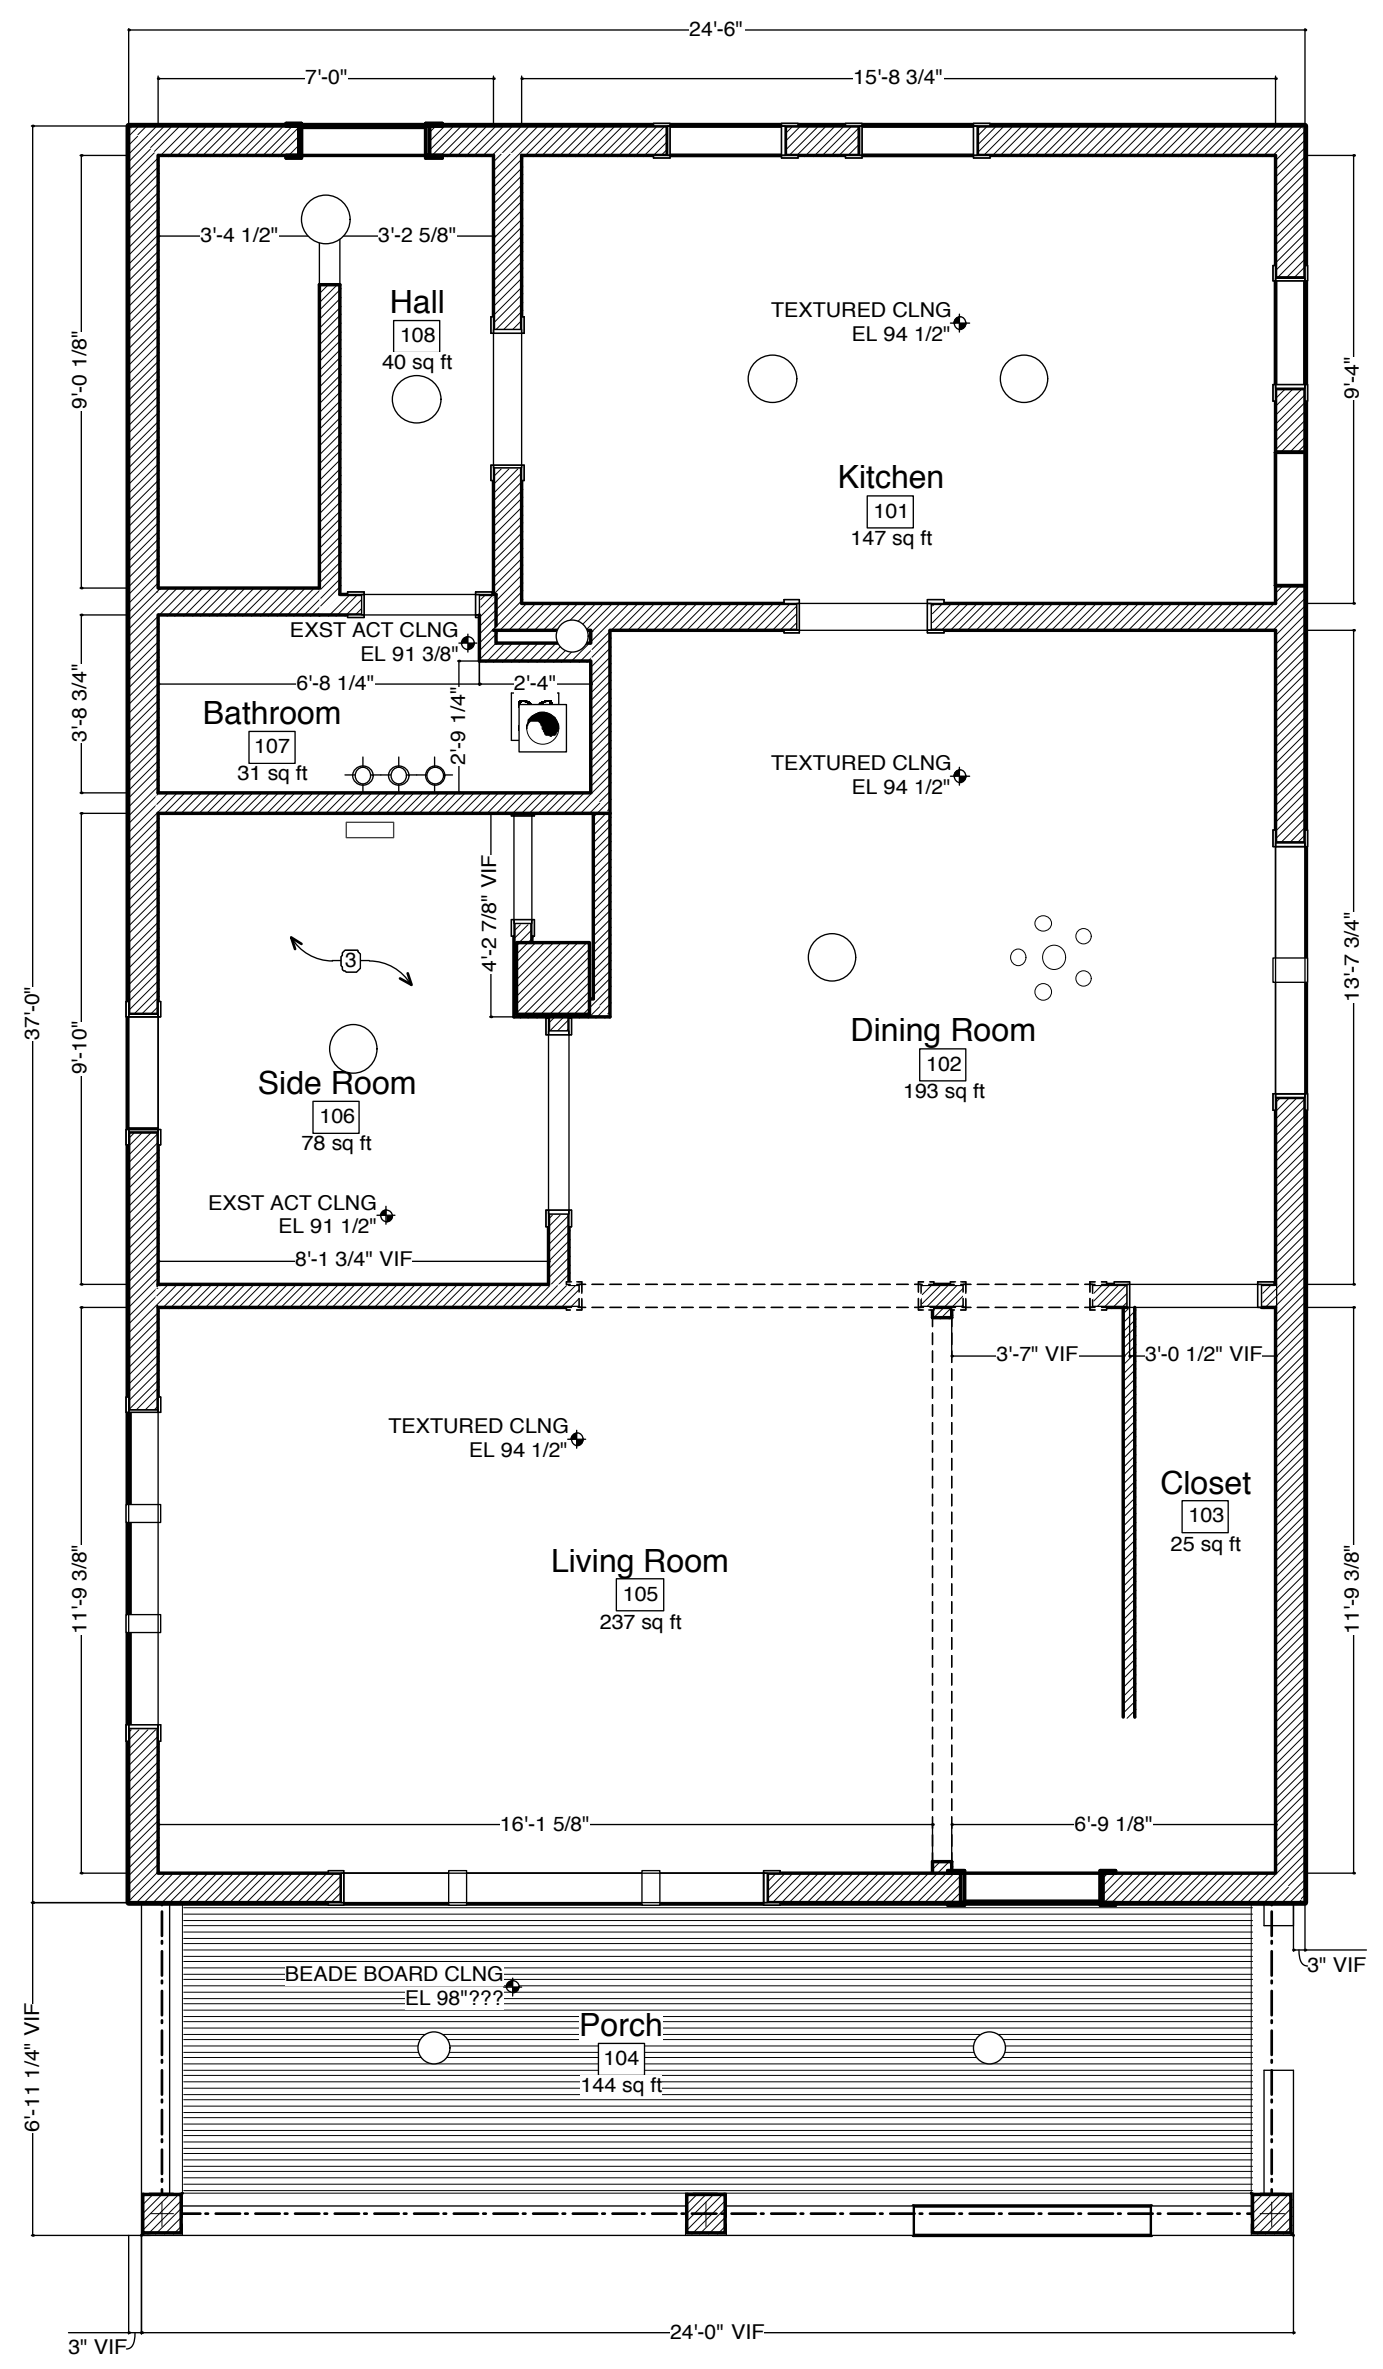 24'-6"
7'-0"
15'-8 3/4"
3'-4 1/2"
3'-2 5/8"
Hall
108
40 sq ft
TEXTURED CLNG
EL 94 1/2"
9'-0 1/8"
9'-4"
Kitchen
101
147 sq ft
EXST ACT CLNG
EL 91 3/8"
6'-8 1/4"
2'-4"
3'-8 3/4"
2'-9 1/4"
Bathroom
107
31 sq ft
TEXTURED CLNG
EL 94 1/2"
4'-2 7/8" VIF
13'-7 3/4"
3
37'-0"
9'-10"
Dining Room
102
193 sq ft
Side Room
106
78 sq ft
EXST ACT CLNG
EL 91 1/2"
8'-1 3/4" VIF
3'-7" VIF
3'-0 1/2" VIF
TEXTURED CLNG
EL 94 1/2"
Closet
103
25 sq ft
Living Room
105
237 sq ft
11'-9 3/8"
11'-9 3/8"
16'-1 5/8"
6'-9 1/8"
3" VIF
BEADE BOARD CLNG
EL 98"???
Porch
104
144 sq ft
6'-11 1/4" VIF
24'-0" VIF
3" VIF